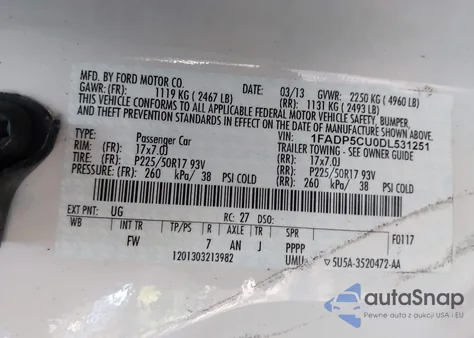 MFD. BY FORD MOTOR CO.
03/13 GVWR: 2250 KG ( 4960 LB)
GAWR: (FR): 1119 KG ( 2467 LB) (RR): 1131 KG ( 2493 LB)
THIS VEHICLE CONFORMS TO ALL APPLICABLE FEDERAL MOTOR VEHICLE SAFETY, BUMPER,
AND THEFT PREVENTION STANDARDS IN EFFECT ON THE DATE OF MANUFACTURE SHOWN ABOVE.
VIN: 1FADP5CU0DL531251
TYPE: Passenger Car TRAILER TOWING - SEE OWNER GUIDE
RIM: (FR): 17x7.0J (RR): 17x7.0J
TIRE: (FR): P225/50R17 93V (RR): P225/50R17 93V
PRESSURE: (FR): 260 kPa/ 38 PSI COLD (RR): 260 kPa/ 38 PSI COLD
EXT PNT: UG RC: 27 DSO:
WB INT TR TP/PS R AXLE TR SPR F0117
FW 7 AN J PPPP
1201303213982 UMU 5U5A-3520472-AA
autoSnap
Pewne auta z USA i EU